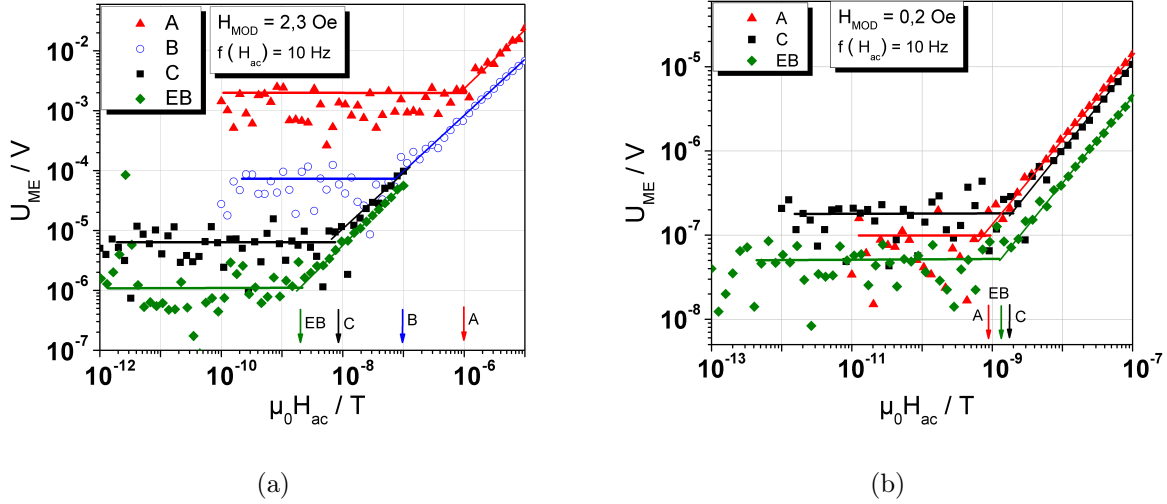 A
B
C
EB
H_MOD = 2,3 Oe
f ( H_ac ) = 10 Hz
10^-2
10^-3
10^-4
10^-5
10^-6
10^-7
U_ME / V
EB
C
B
A
10^-12
10^-10
10^-8
10^-6
μ_0H_ac / T
(a)
A
C
EB
H_MOD = 0,2 Oe
f ( H_ac ) = 10 Hz
10^-5
10^-6
10^-7
10^-8
U_ME / V
EB
A
C
10^-13
10^-11
10^-9
10^-7
μ_0H_ac / T
(b)